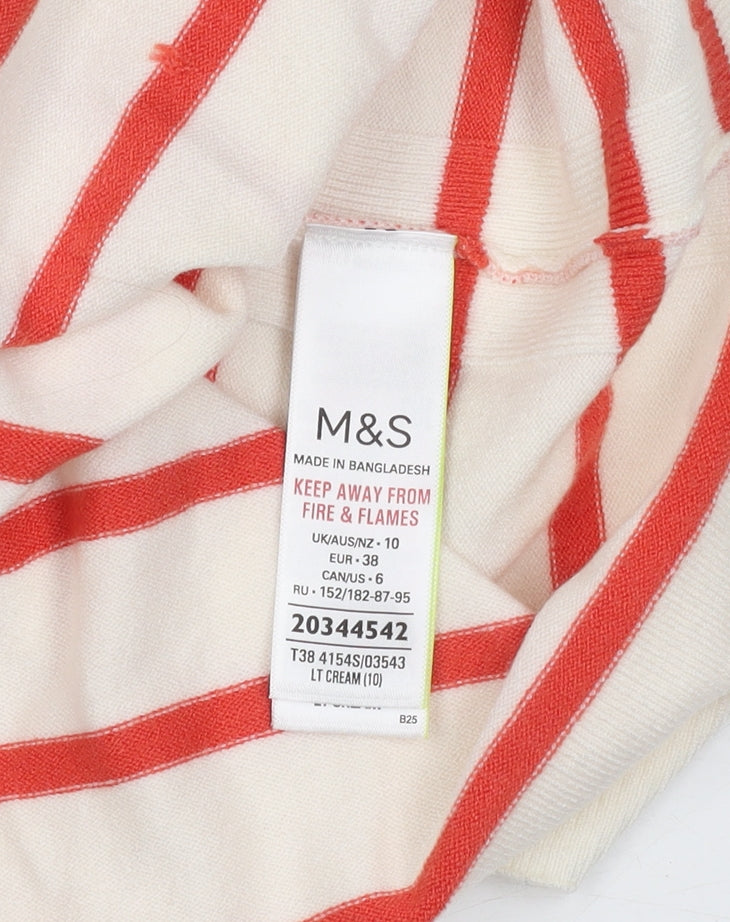 M&S
MADE IN BANGLADESH
KEEP AWAY FROM
FIRE & FLAMES
UK/AUS/NZ • 10
EUR • 38
CAN/US • 6
RU • 152/182-87-95
20344542
T38 4154S/03543
LT CREAM (10)
B25